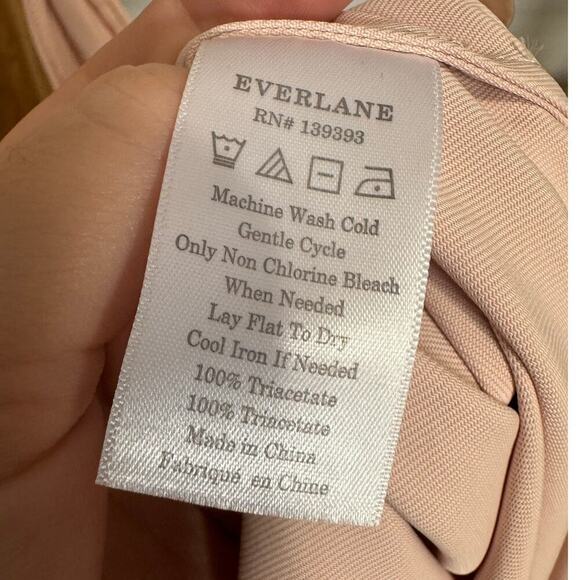 EVERLANE
RN# 139393
Machine Wash Cold
Gentle Cycle
Only Non Chlorine Bleach
When Needed
Lay Flat To Dry
Cool Iron If Needed
100% Triacetate
100% Triacetate
Made in China
Fabriqué en Chine